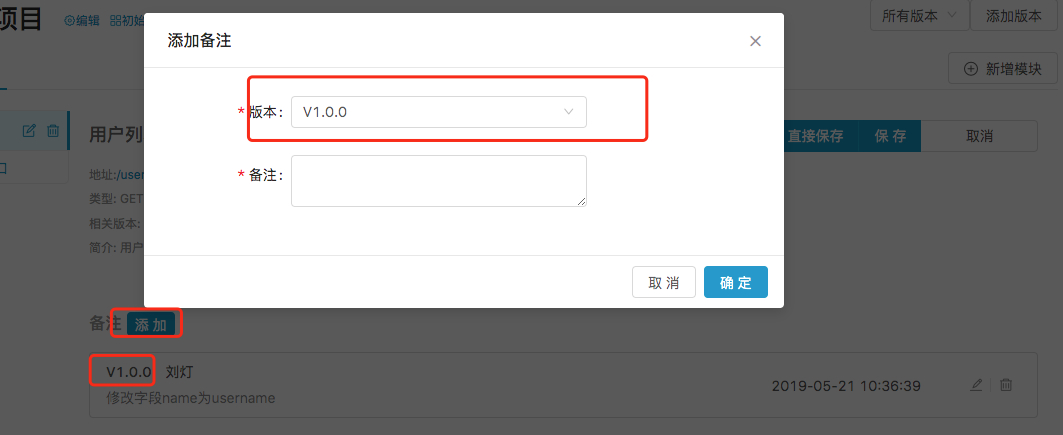 项目 编辑 初始 所有版本 添加版本
添加备注
新增模块
* 版本: V1.0.0
用户列 直接保存 保 存 取消
地址:/user
* 备注:
类型: GET
相关版本:
简介: 用户
取 消 确 定
备注 添 加
V1.0.0 刘灯
2019-05-21 10:36:39
修改字段name为username